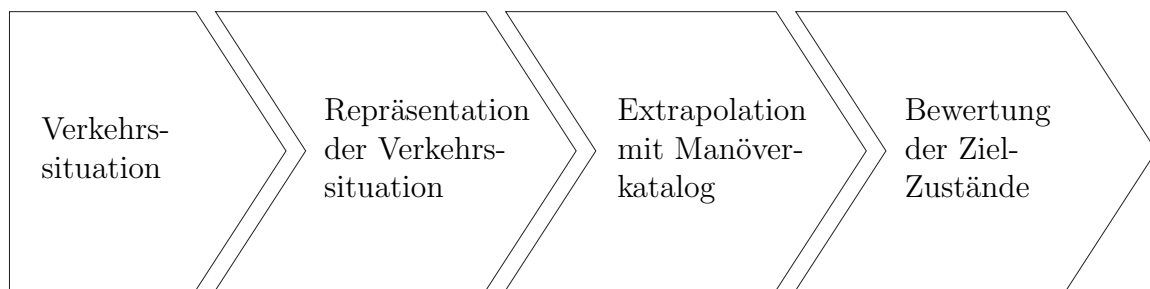 Verkehrs-
situation
Repräsentation
der Verkehrs-
situation
Extrapolation
mit Manöver-
katalog
Bewertung
der Ziel-
Zustände